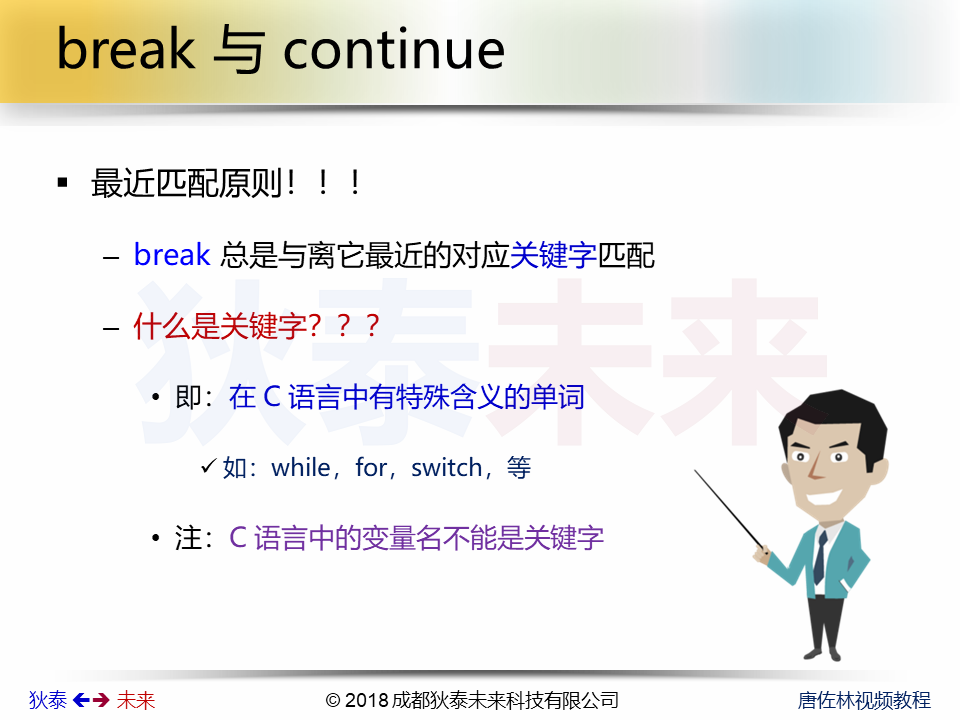 break 与 continue
最近匹配原则！！！
break 总是与离它最近的对应关键字匹配
什么是关键字？？？
即：在 C 语言中有特殊含义的单词
如：while，for，switch，等
注：C 语言中的变量名不能是关键字
狄泰未来
狄泰 未来
© 2018 成都狄泰未来科技有限公司
唐佐林视频教程